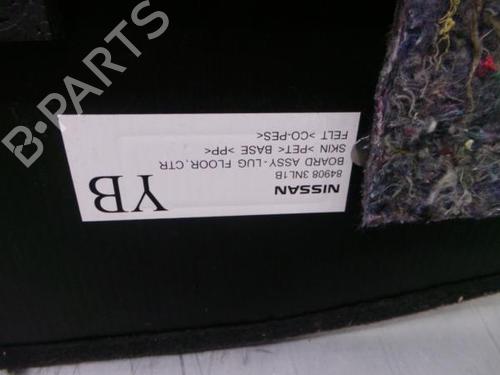 NISSAN
84908 3NL1B
BOARD ASSY-LUG FLOOR, CTR
SKIN >PET< BASE >PP<
FELT >CO-PES<
YB
B-PARTS